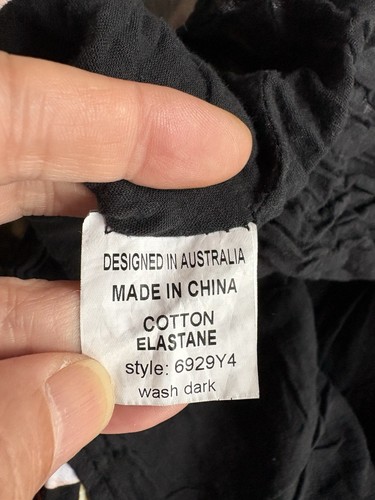 DESIGNED IN AUSTRALIA
MADE IN CHINA
COTTON
ELASTANE
style: 6929Y4
wash dark